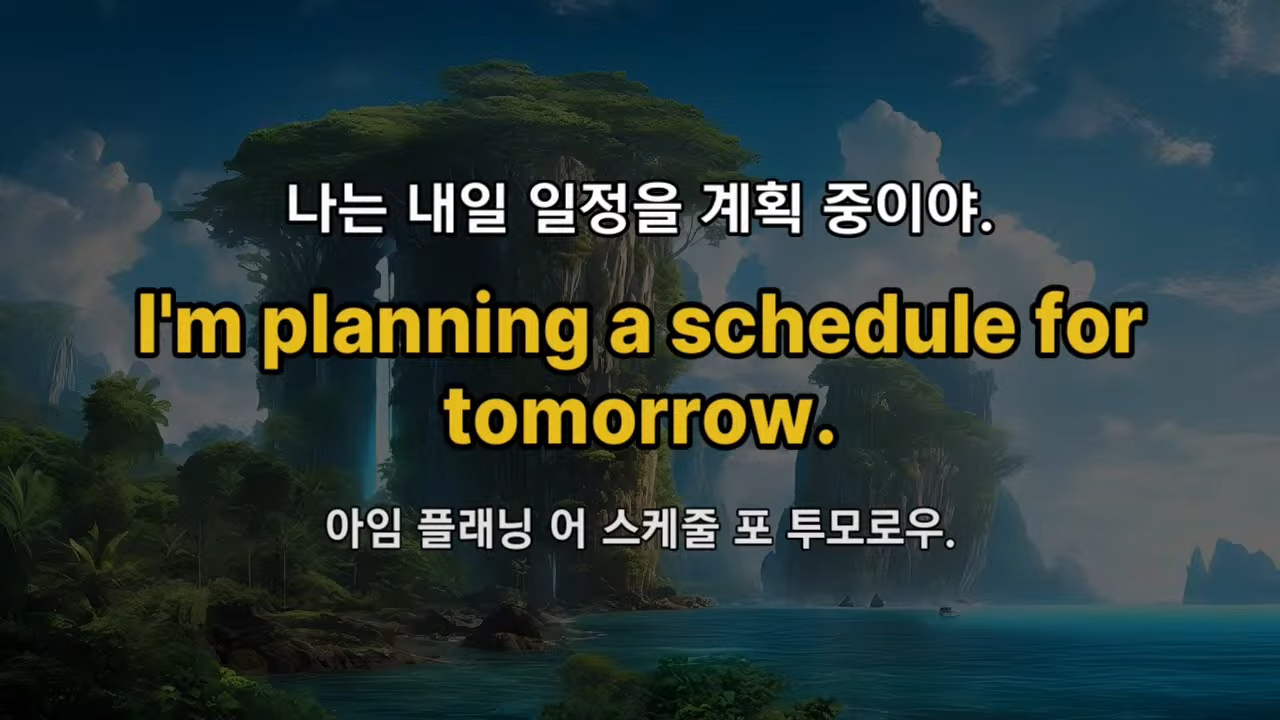 나는 내일 일정을 계획 중이야.
I'm planning a schedule for
tomorrow.
아임 플래닝 어 스케줄 포 투모로우.